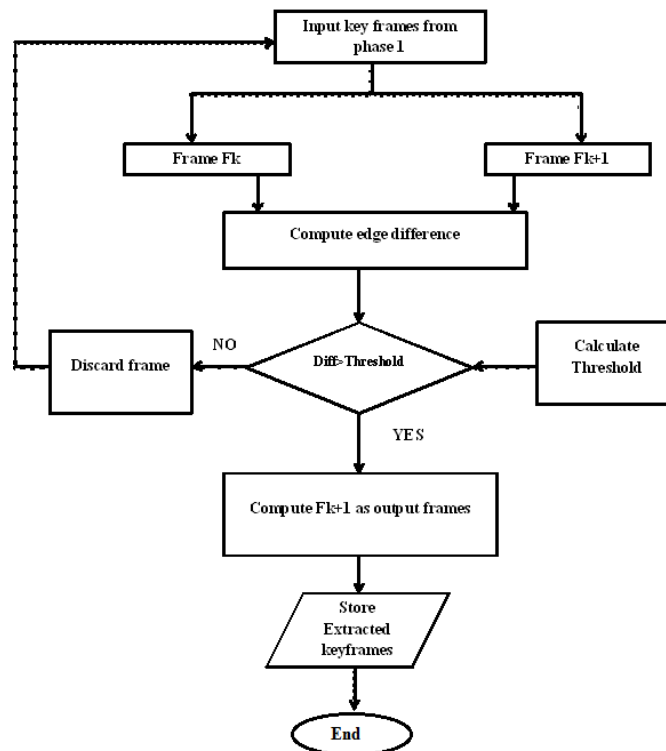 Input key frames from
phase 1
Frame Fk
Frame Fk+1
Compute edge difference
NO
Diff>Threshold
Calculate
Threshold
Discard frame
YES
Compute Fk+1 as output frames
Store
Extracted
keyframes
End